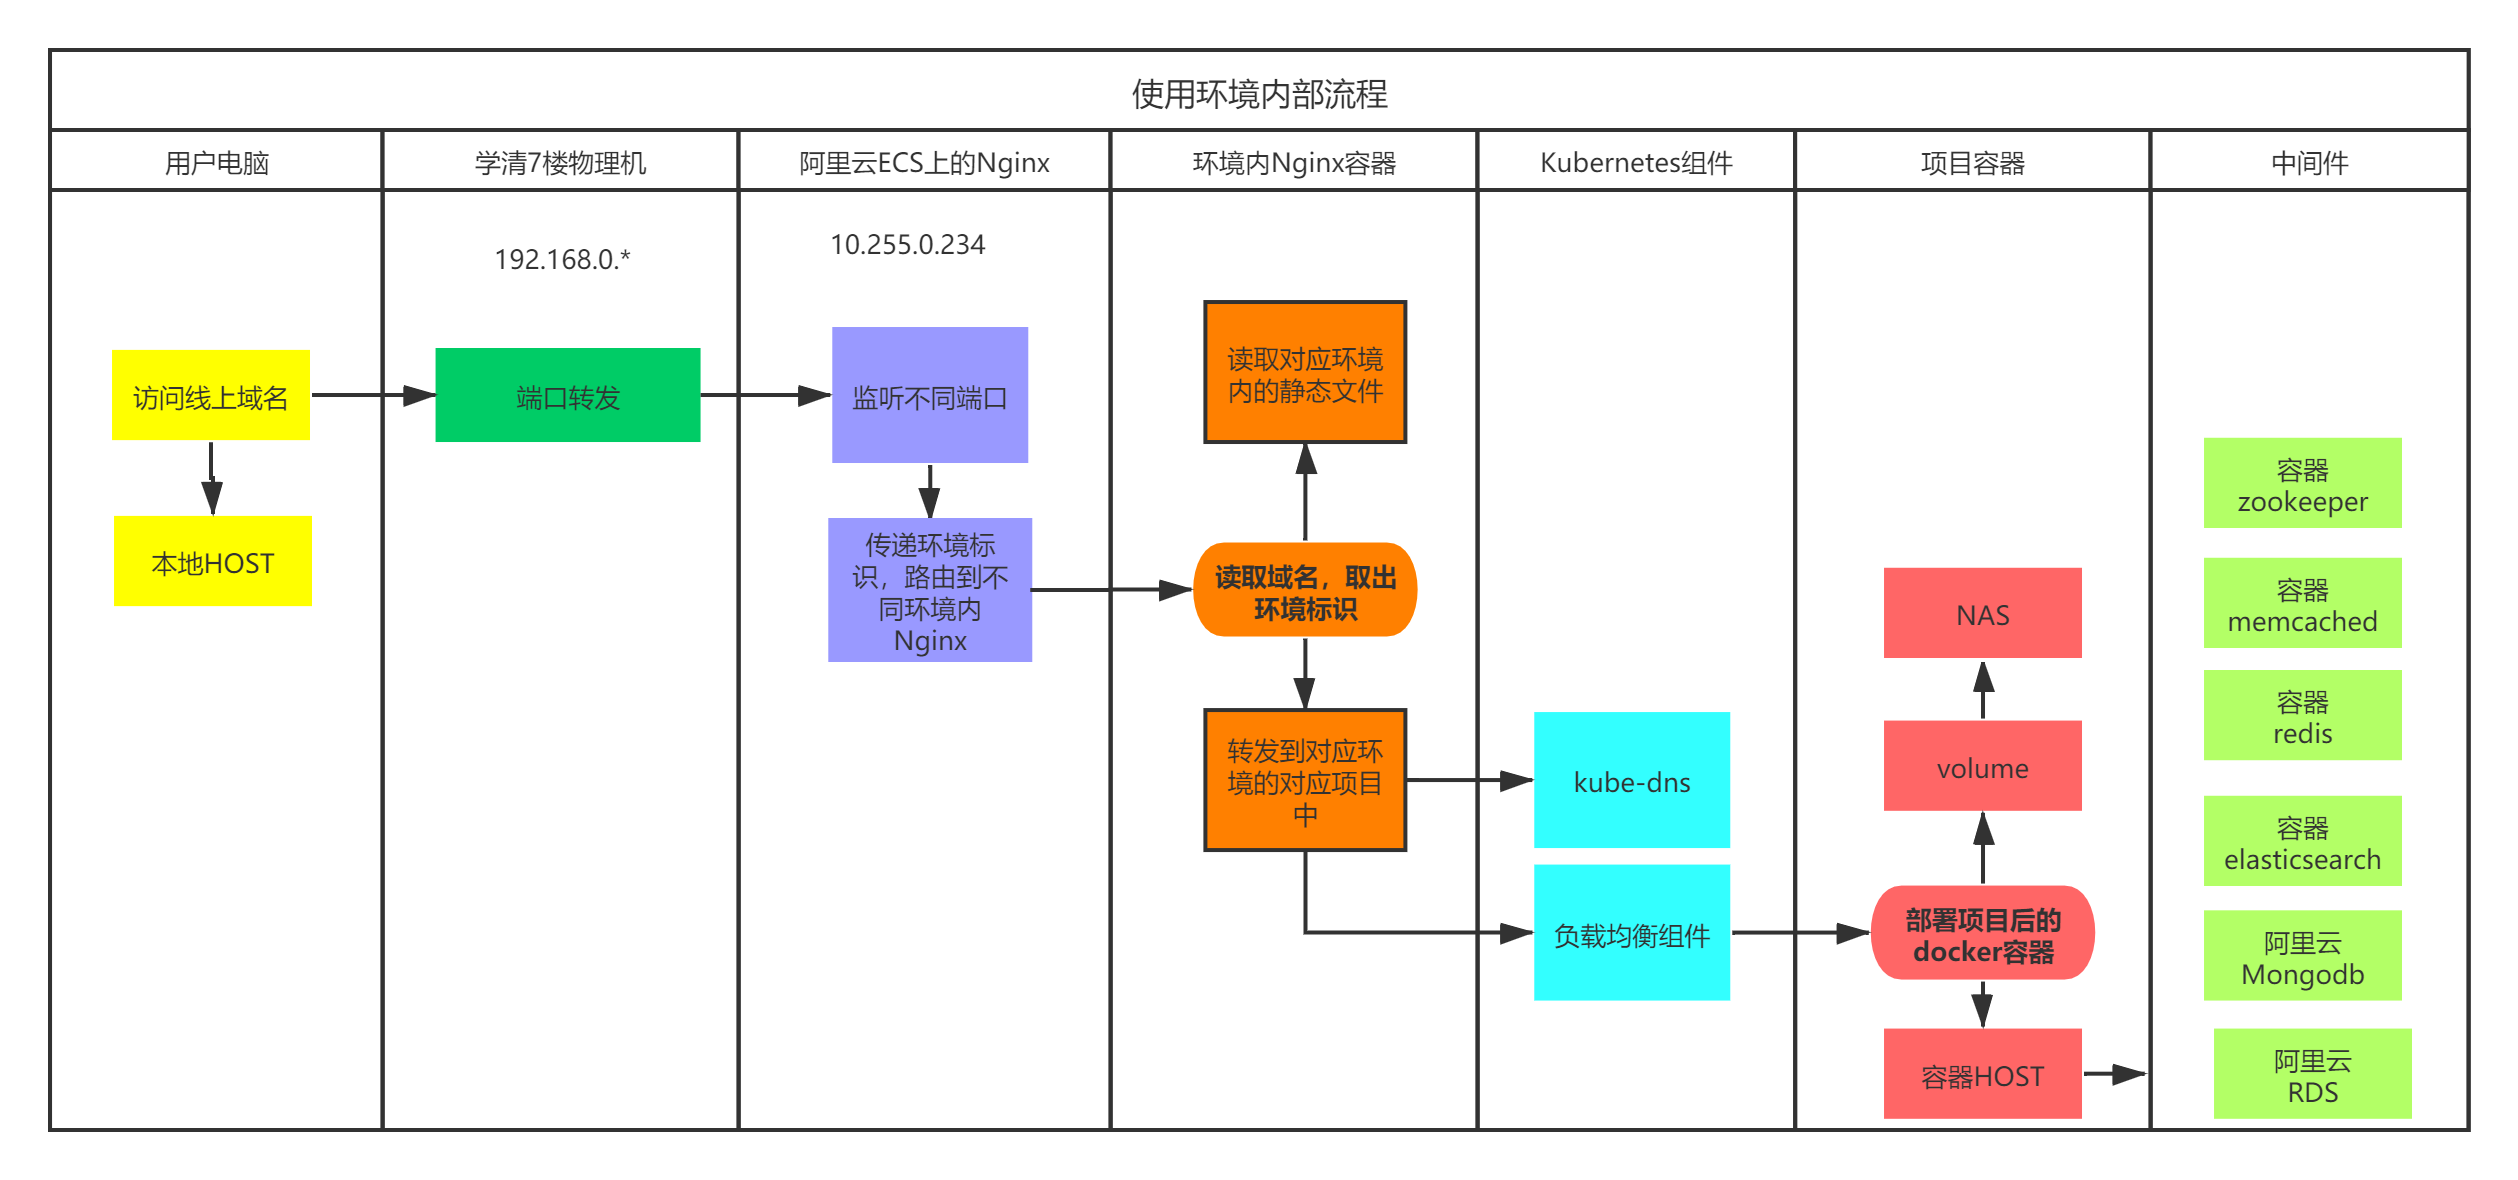 使用环境内部流程
用户电脑
学清7楼物理机
阿里云ECS上的Nginx
环境内Nginx容器
Kubernetes组件
项目容器
中间件
访问线上域名
本地HOST
192.168.0.*
端口转发
10.255.0.234
监听不同端口
传递环境标
识，路由到不
同环境内
Nginx
读取对应环境
内的静态文件
读取域名，取出
环境标识
转发到对应环
境的对应项目
中
kube-dns
负载均衡组件
NAS
volume
部署项目后的
docker容器
容器HOST
容器
zookeeper
容器
memcached
容器
redis
容器
elasticsearch
阿里云
Mongodb
阿里云
RDS